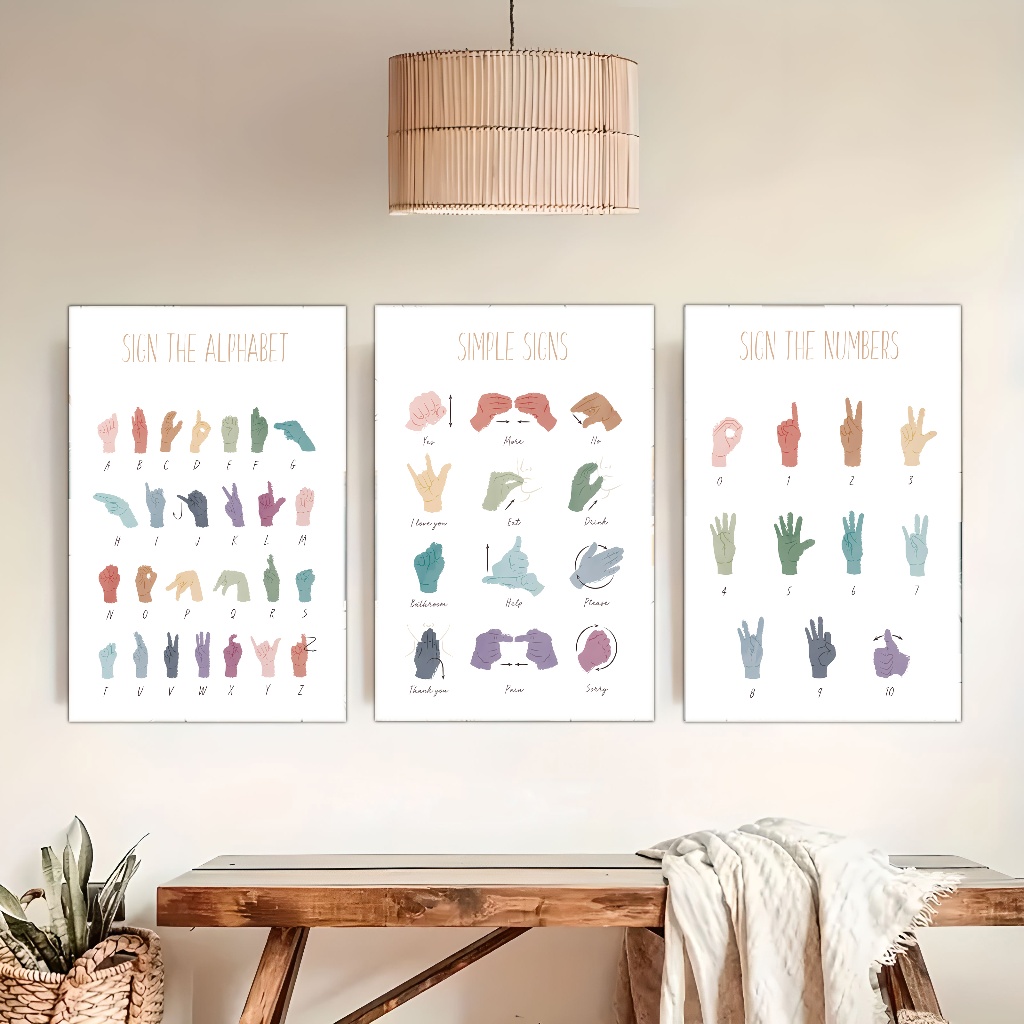 SIGN THE ALPHABET
A B C D E F G
H I J K L M
N O P Q R S
T U V W X Y Z
Z
SIMPLE SIGNS
Yes More No
I love you Eat Drink
Bathroom Help Please
Thank you Pain Sorry
SIGN THE NUMBERS
0 1 2 3
4 5 6 7
8 9 10